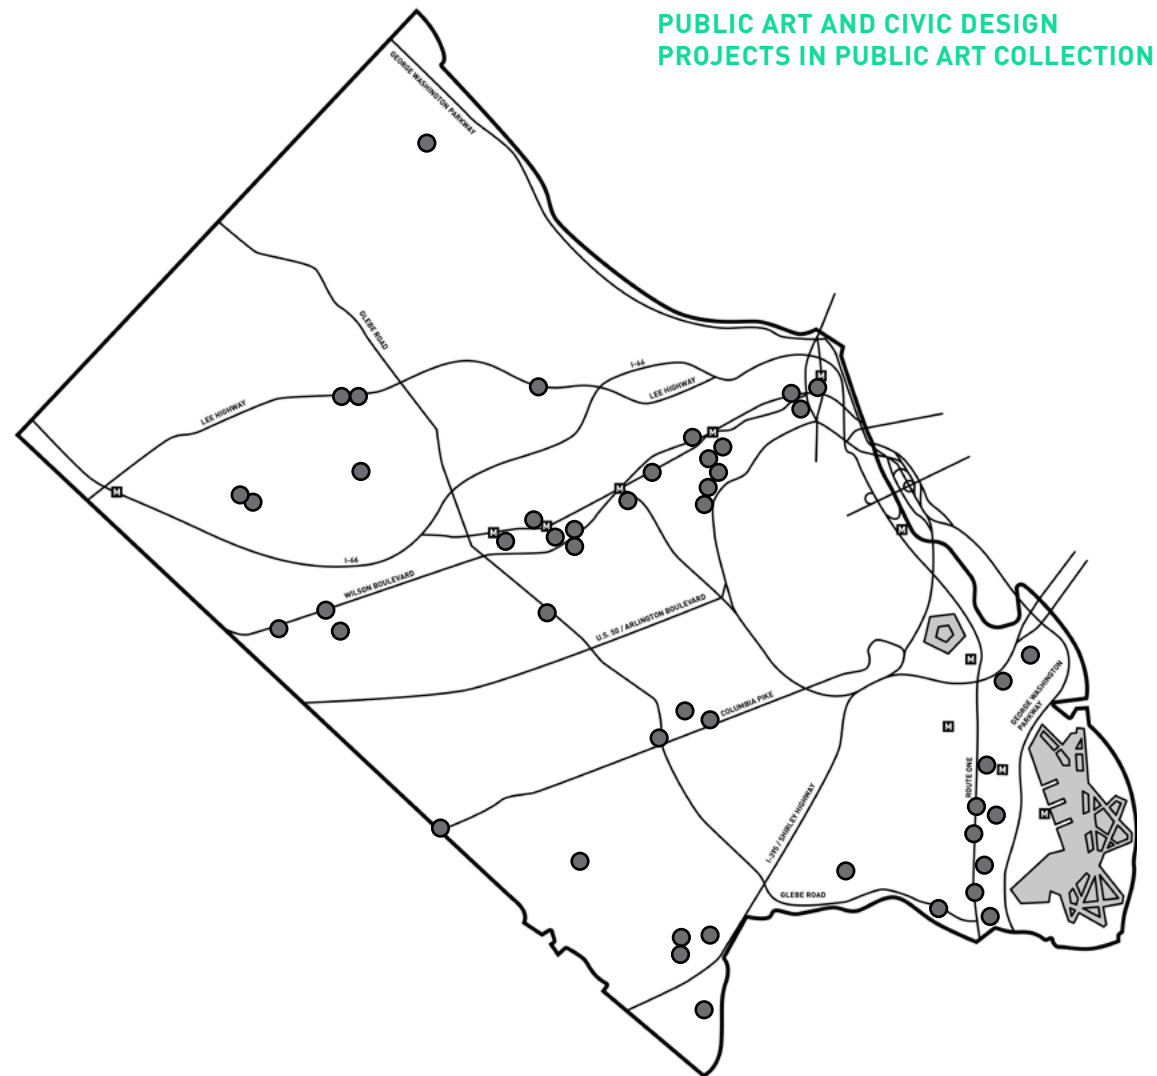 PUBLIC ART AND CIVIC DESIGN
PROJECTS IN PUBLIC ART COLLECTION
GEORGE WASHINGTON PARKWAY
GLEBE ROAD
I-66
LEE HIGHWAY
LEE HIGHWAY
M
M
M
M
M
M
M
I-66
WILSON BOULEVARD
U.S. 50 / ARLINGTON BOULEVARD
M
COLUMBIA PIKE
GEORGE WASHINGTON
PARKWAY
M
ROUTE ONE
M
M
I-395 / SHIRLEY HIGHWAY
GLEBE ROAD